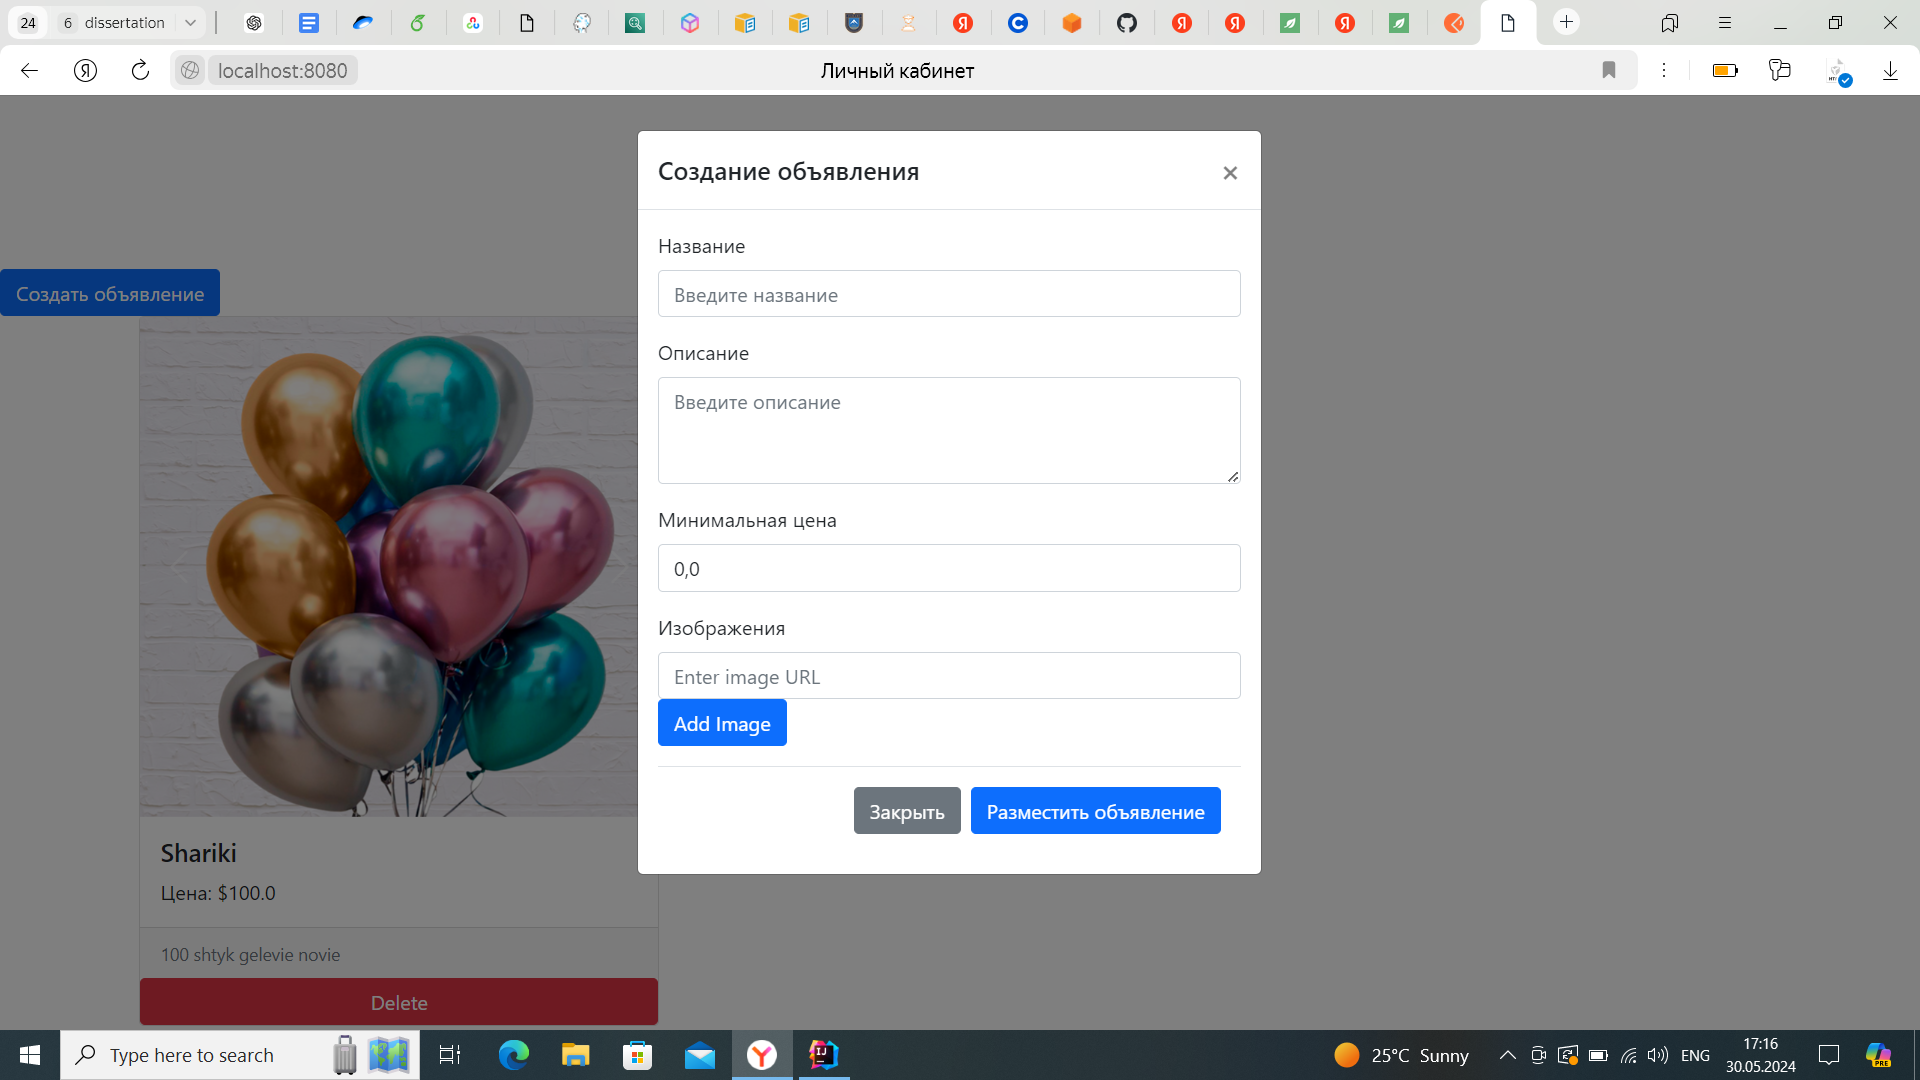 24
6 dissertation
localhost:8080
Личный кабинет
Создание объявления
×
Название
Введите название
Создать объявление
Описание
Введите описание
Минимальная цена
0,0
Изображения
Enter image URL
Add Image
Закрыть
Разместить объявление
Shariki
Цена: $100.0
100 shtyk gelevie novie
Delete
Type here to search
25°C Sunny
ENG
17:16
30.05.2024